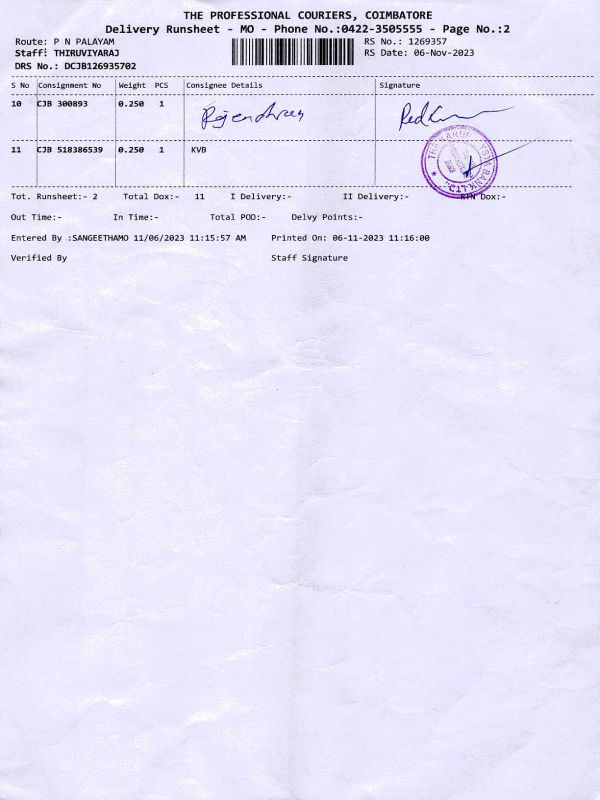 THE PROFESSIONAL COURIERS, COIMBATORE
Delivery Runsheet - MO - Phone No.:0422-3505555 - Page No.:2
Route: P N PALAYAM
RS No.: 1269357
Staff: THIRUVIYARAJ
RS Date: 06-Nov-2023
DRS No.: DCJB126935702
S No Consignment No Weight PCS Consignee Details Signature
10 CJB 300893 0.250 1
11 CJB 518386539 0.250 1 KVB
Tot. Runsheet:- 2 Total Dox:- 11 I Delivery:- II Delivery:- RTN Dox:-
Out Time:- In Time:- Total POD:- Delvy Points:-
Entered By :SANGEETHAMO 11/06/2023 11:15:57 AM Printed On: 06-11-2023 11:16:00
Verified By Staff Signature